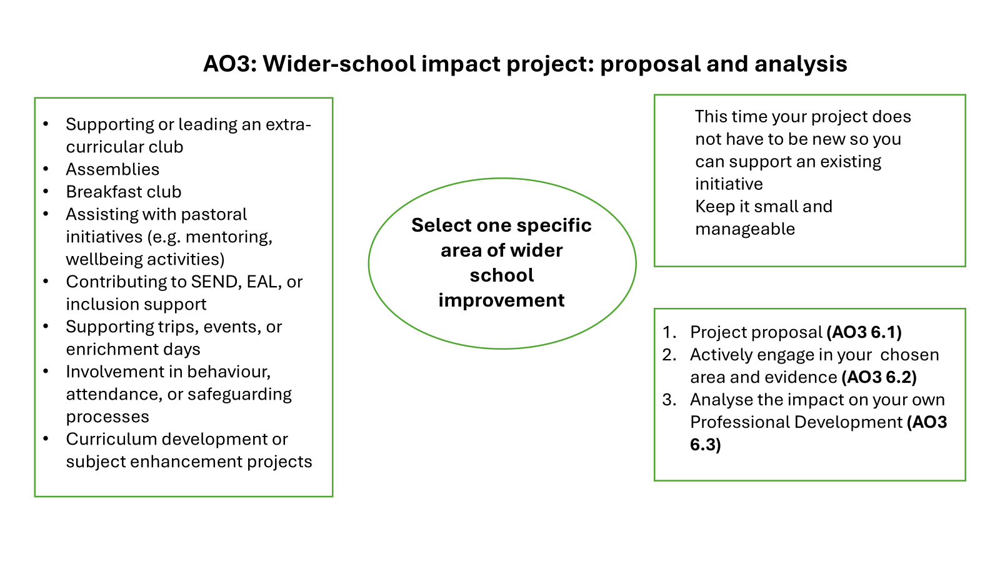 AO3: Wider-school impact project: proposal and analysis
• Supporting or leading an extra-
curricular club
• Assemblies
• Breakfast club
• Assisting with pastoral
initiatives (e.g. mentoring,
wellbeing activities)
• Contributing to SEND, EAL, or
inclusion support
• Supporting trips, events, or
enrichment days
• Involvement in behaviour,
attendance, or safeguarding
processes
• Curriculum development or
subject enhancement projects
Select one specific
area of wider
school
improvement
This time your project does
not have to be new so you
can support an existing
initiative
Keep it small and
manageable
1. Project proposal (AO3 6.1)
2. Actively engage in your  chosen
area and evidence (AO3 6.2)
3. Analyse the impact on your own
Professional Development (AO3
6.3)